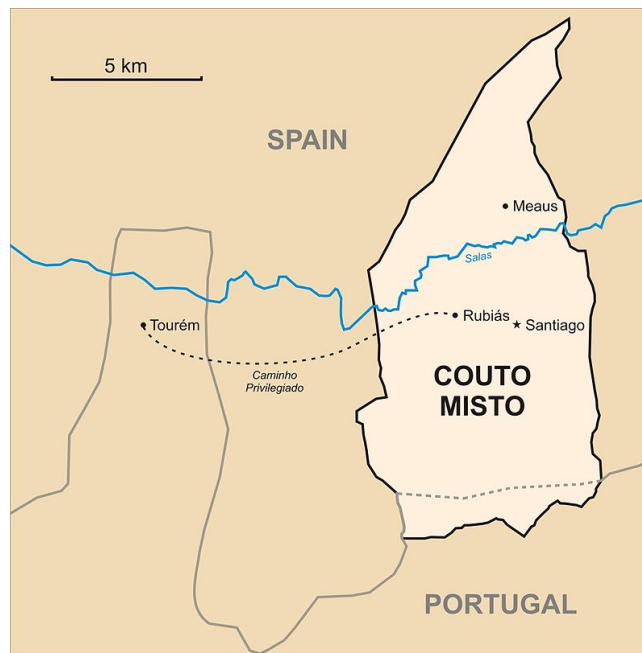 5 km
SPAIN
Meaus
Salas
Tourém
Rubiás
Santiago
Caminho
Privilegiado
COUTO
MISTO
PORTUGAL